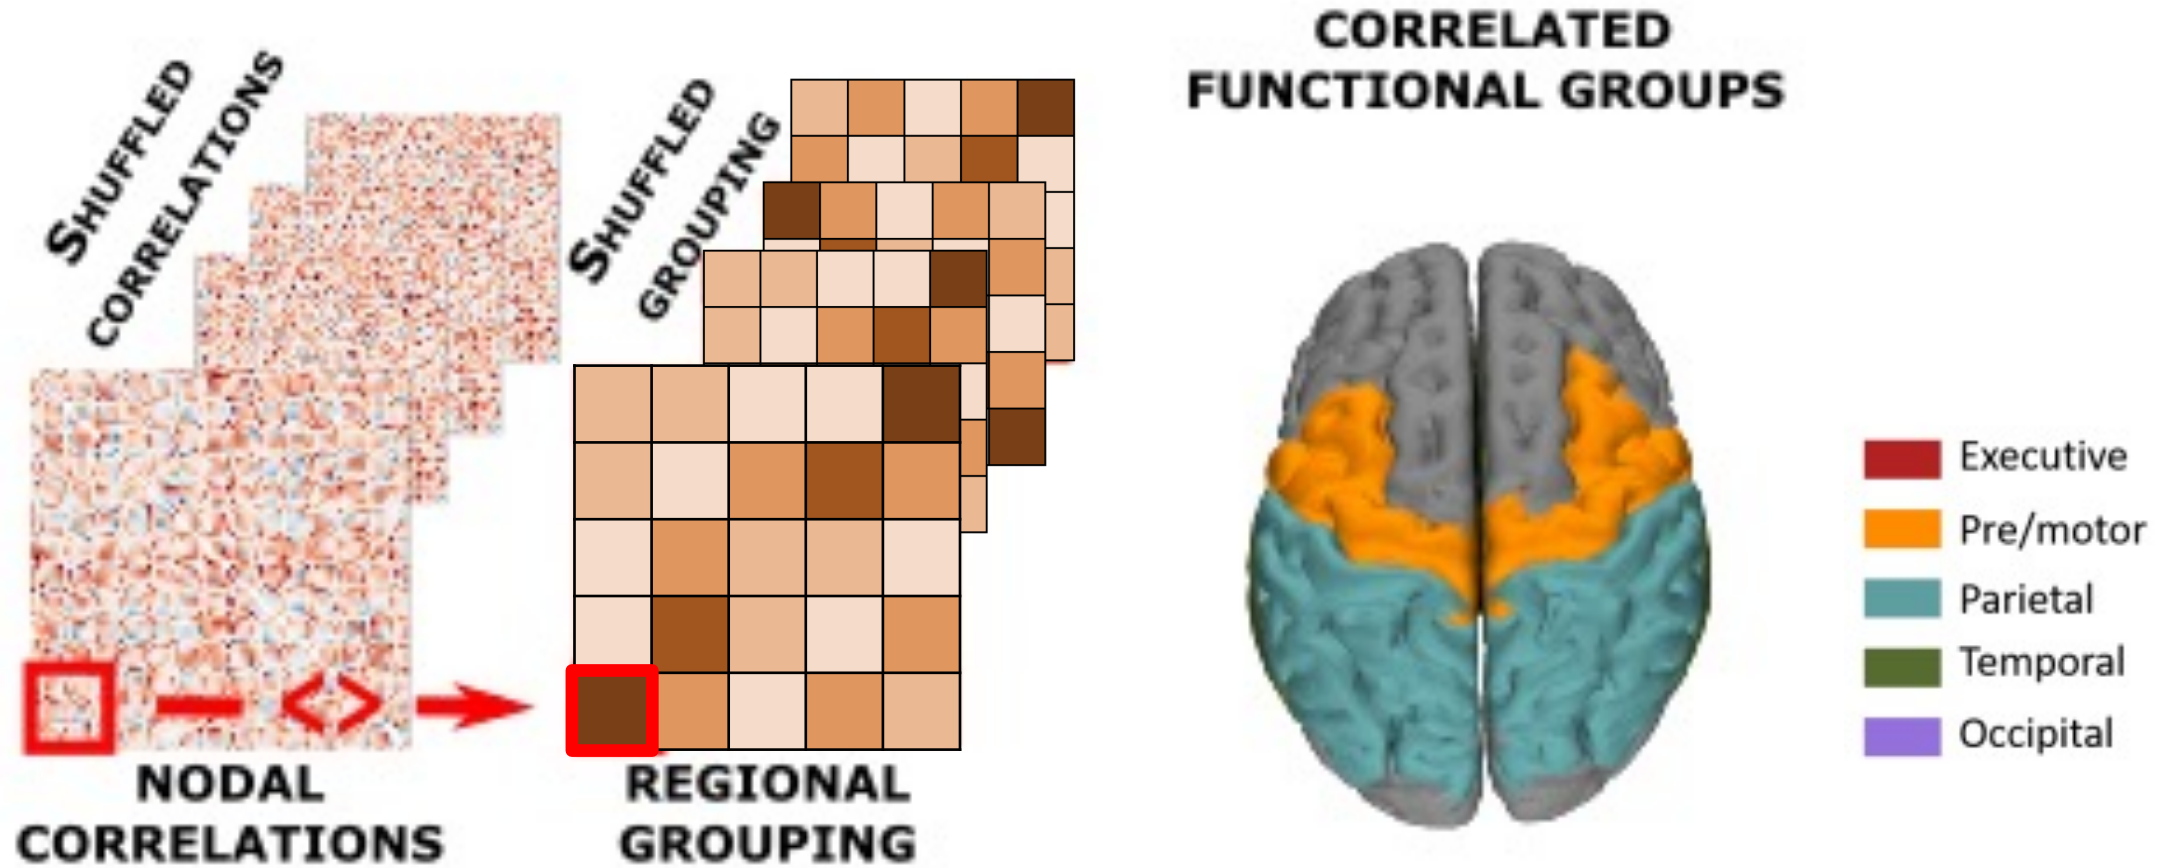 SHUFFLED
CORRELATIONS
NODAL
CORRELATIONS
<>
SHUFFLED
GROUPING
REGIONAL
GROUPING
CORRELATED
FUNCTIONAL GROUPS
Executive
Pre/motor
Parietal
Temporal
Occipital